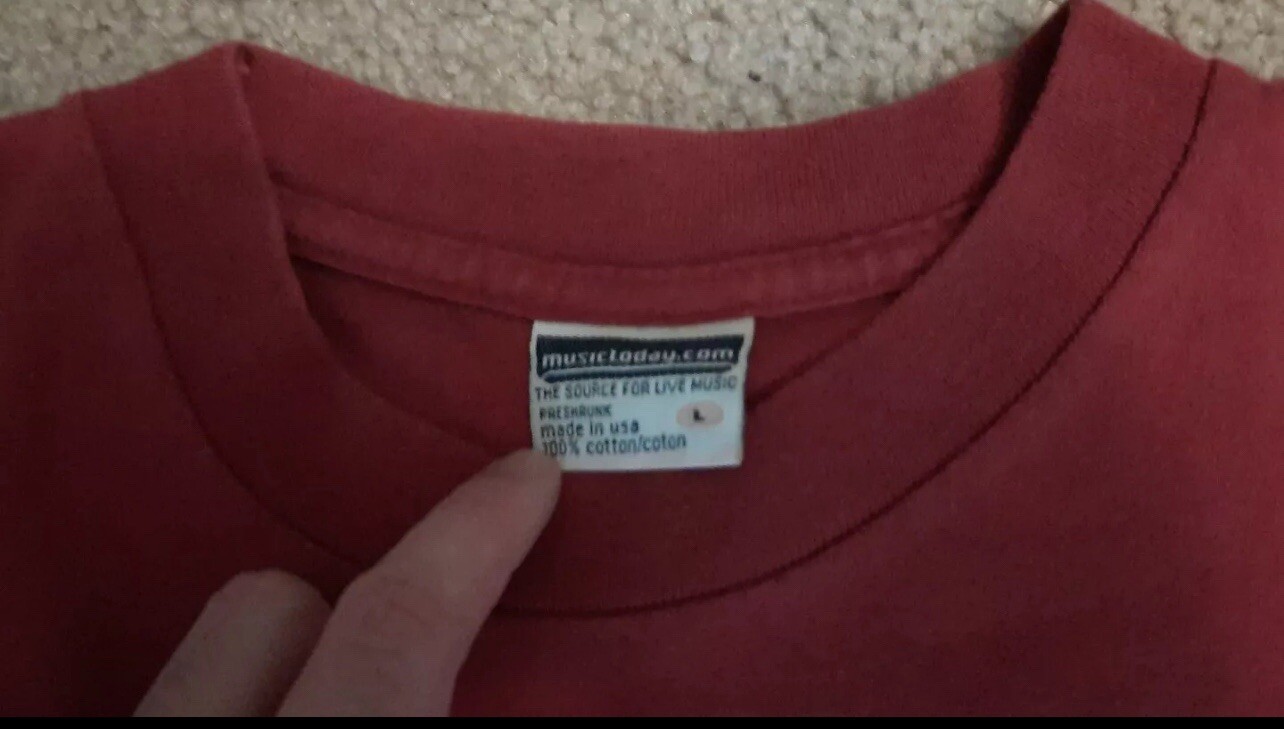 musictoday.com
THE SOURCE FOR LIVE MUSIC
PRESHRUNK L
made in usa
100% cotton/coton